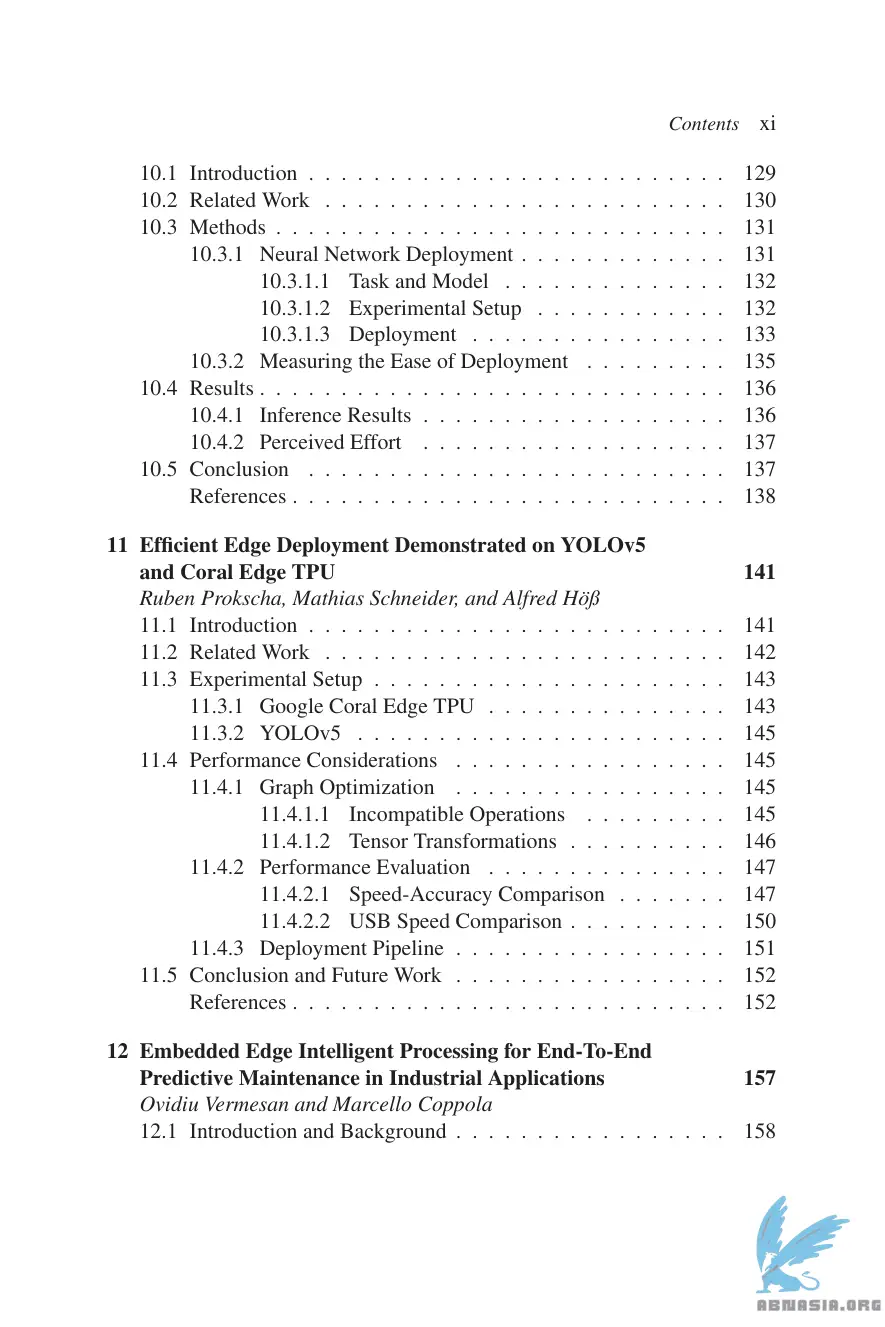 Contents xi
10.1 Introduction . . . . . . . . . . . . . . . . . . . . . . . . . . 129
10.2 Related Work . . . . . . . . . . . . . . . . . . . . . . . . . 130
10.3 Methods . . . . . . . . . . . . . . . . . . . . . . . . . . . . 131
10.3.1 Neural Network Deployment . . . . . . . . . . . . . 131
10.3.1.1 Task and Model . . . . . . . . . . . . . . 132
10.3.1.2 Experimental Setup . . . . . . . . . . . . 132
10.3.1.3 Deployment . . . . . . . . . . . . . . . . 133
10.3.2 Measuring the Ease of Deployment . . . . . . . . . 135
10.4 Results . . . . . . . . . . . . . . . . . . . . . . . . . . . . . 136
10.4.1 Inference Results . . . . . . . . . . . . . . . . . . . 136
10.4.2 Perceived Effort . . . . . . . . . . . . . . . . . . . 137
10.5 Conclusion . . . . . . . . . . . . . . . . . . . . . . . . . . 137
References . . . . . . . . . . . . . . . . . . . . . . . . . . . 138
11 Efficient Edge Deployment Demonstrated on YOLOv5
and Coral Edge TPU 141
Ruben Prokscha, Mathias Schneider, and Alfred Höß
11.1 Introduction . . . . . . . . . . . . . . . . . . . . . . . . . . 141
11.2 Related Work . . . . . . . . . . . . . . . . . . . . . . . . . 142
11.3 Experimental Setup . . . . . . . . . . . . . . . . . . . . . . 143
11.3.1 Google Coral Edge TPU . . . . . . . . . . . . . . . 143
11.3.2 YOLOv5 . . . . . . . . . . . . . . . . . . . . . . . 145
11.4 Performance Considerations . . . . . . . . . . . . . . . . . 145
11.4.1 Graph Optimization . . . . . . . . . . . . . . . . . 145
11.4.1.1 Incompatible Operations . . . . . . . . . 145
11.4.1.2 Tensor Transformations . . . . . . . . . . 146
11.4.2 Performance Evaluation . . . . . . . . . . . . . . . 147
11.4.2.1 Speed-Accuracy Comparison . . . . . . . 147
11.4.2.2 USB Speed Comparison . . . . . . . . . . 150
11.4.3 Deployment Pipeline . . . . . . . . . . . . . . . . . 151
11.5 Conclusion and Future Work . . . . . . . . . . . . . . . . . 152
References . . . . . . . . . . . . . . . . . . . . . . . . . . . 152
12 Embedded Edge Intelligent Processing for End-To-End
Predictive Maintenance in Industrial Applications 157
Ovidiu Vermesan and Marcello Coppola
12.1 Introduction and Background . . . . . . . . . . . . . . . . . 158
ABNASIA.ORG